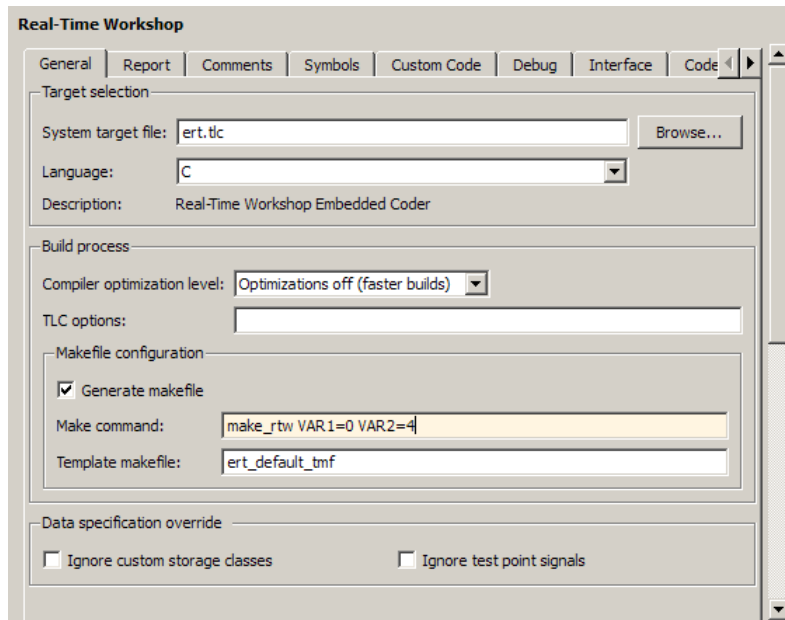 Real-Time Workshop
General Report Comments Symbols Custom Code Debug Interface Code
Target selection
System target file: ert.tlc Browse...
Language: C
Description: Real-Time Workshop Embedded Coder
Build process
Compiler optimization level: Optimizations off (faster builds)
TLC options:
Makefile configuration
Generate makefile
Make command: make_rtw VAR1=0 VAR2=4
Template makefile: ert_default_tmf
Data specification override
Ignore custom storage classes Ignore test point signals